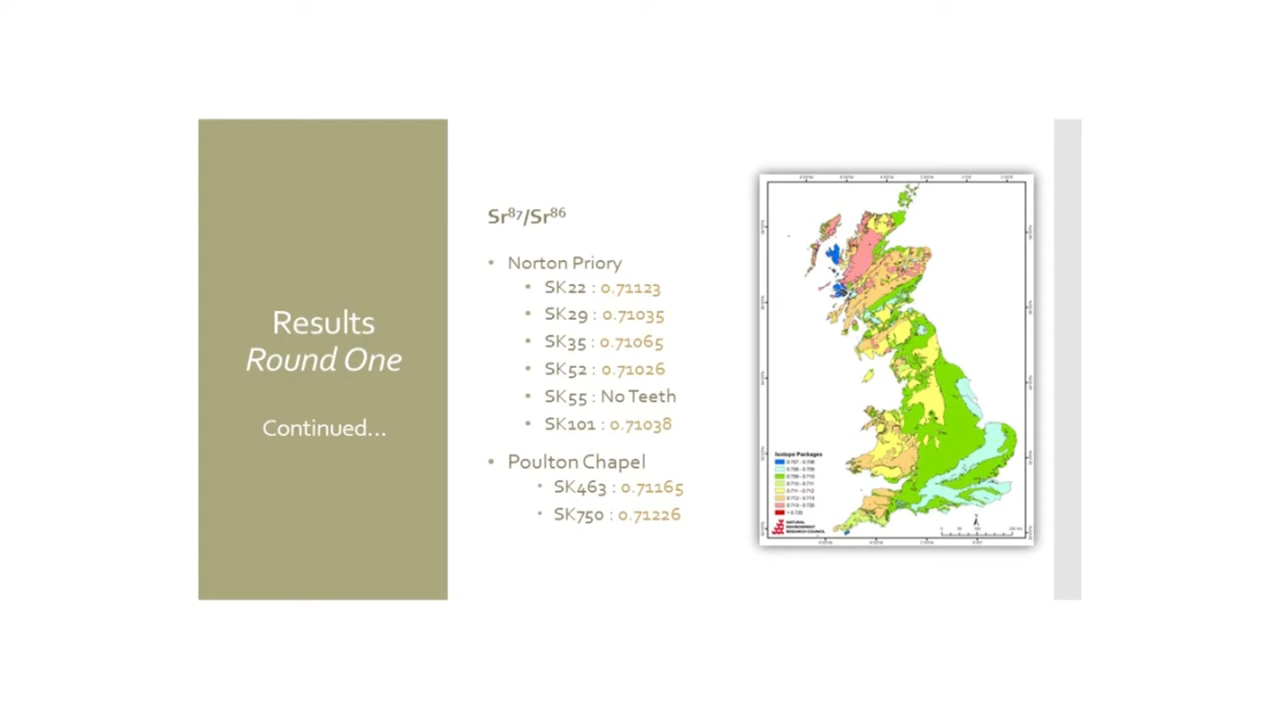 Results
Round One
Continued...
Sr⁸⁷/Sr⁸⁶
• Norton Priory
• SK22 : 0.71123
• SK29 : 0.71035
• SK35 : 0.71065
• SK52 : 0.71026
• SK55 : No Teeth
• SK101 : 0.71038
• Poulton Chapel
• SK463 : 0.71165
• SK750 : 0.71226
Isotope Packages
NATURAL
ENVIRONMENT
RESEARCH COUNCIL